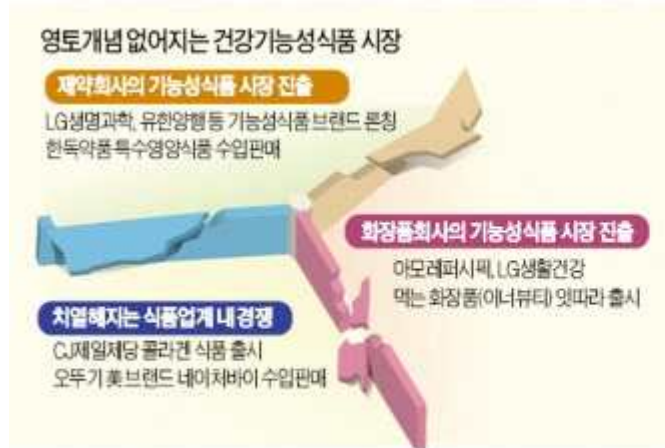 영토개념 없어지는 건강기능성식품 시장
제약회사의 기능성식품 시장 진출
LG생명과학, 유한양행 등 기능성식품 브랜드 론칭
한독약품 특수영양식품 수입판매
화장품회사의 기능성식품 시장 진출
아모레퍼시픽, LG생활건강
먹는 화장품(이너뷰티) 잇따라 출시
치열해지는 식품업계 내 경쟁
CJ제일제당 콜라겐 식품 출시
오뚜기 美 브랜드 네이처바이 수입판매